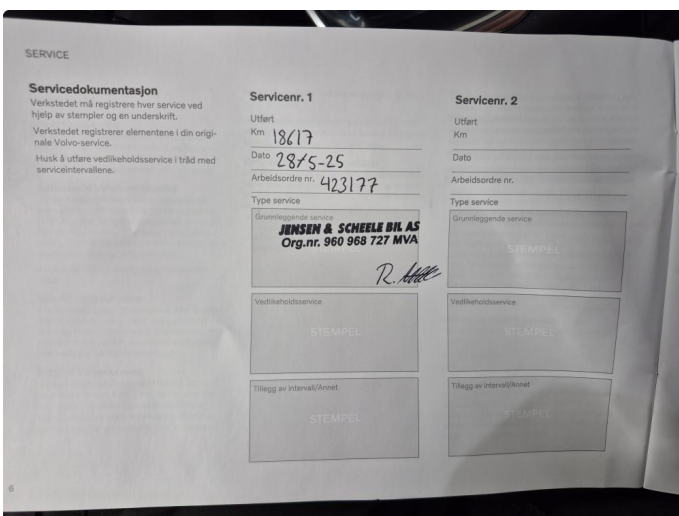 SERVICE
Servicedokumentasjon
Verkstedet må registrere hver service ved
hjelp av stempler og en underskrift.
Verkstedet registrerer elementene i din origi-
nale Volvo-service.
Husk å utføre vedlikeholdsservice i tråd med
serviceintervallene.
Servicenr. 1
Utført
Km 18617
Dato 28/5-25
Arbeidsordre nr. 423177
Type service
Grunnleggende service
JENSEN & SCHEELE BIL AS
Org.nr. 960 968 727 MVA
R.
Vedlikeholdsservice
STEMPEL
Tillegg av intervall/Annet
STEMPEL
Servicenr. 2
Utført
Km
Dato
Arbeidsordre nr.
Type service
Grunnleggende service
STEMPEL
Vedlikeholdsservice
STEMPEL
Tillegg av intervall/Annet
STEMPEL
6